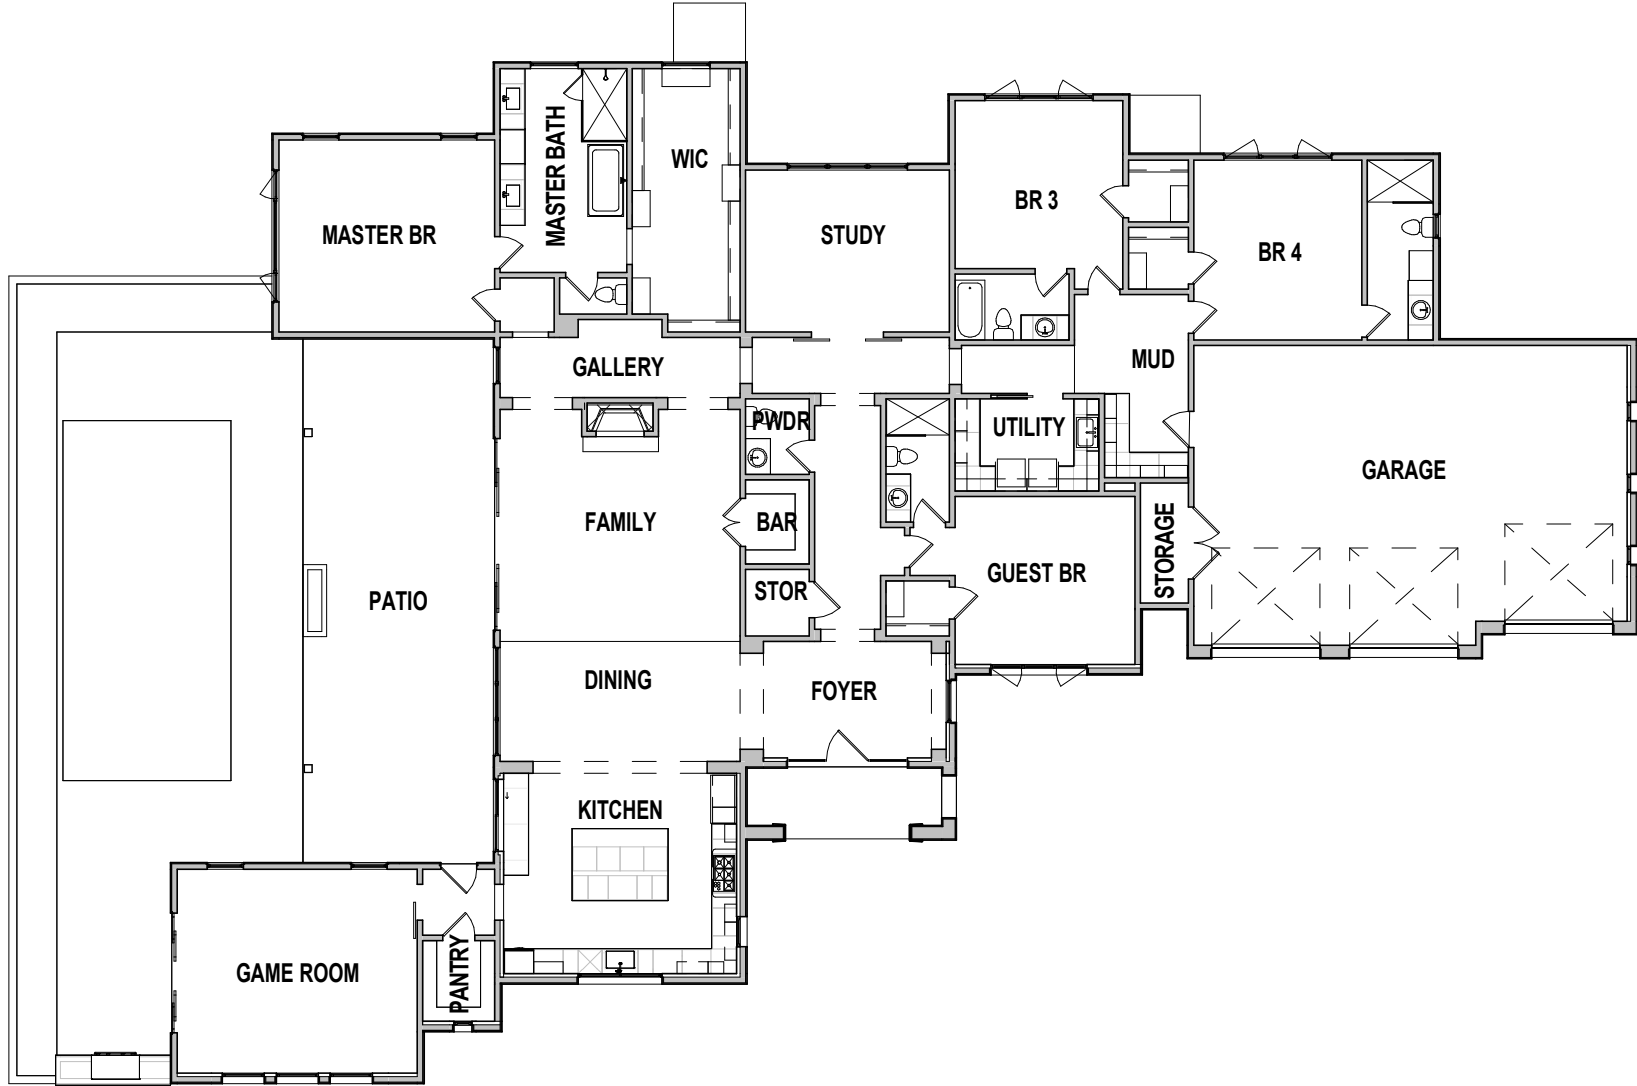 MASTER BR
MASTER BATH
WIC
STUDY
BR 3
BR 4
GALLERY
MUD
PWDR
UTILITY
GARAGE
FAMILY
BAR
STORAGE
GUEST BR
STOR
PATIO
DINING
FOYER
KITCHEN
GAME ROOM
PANTRY